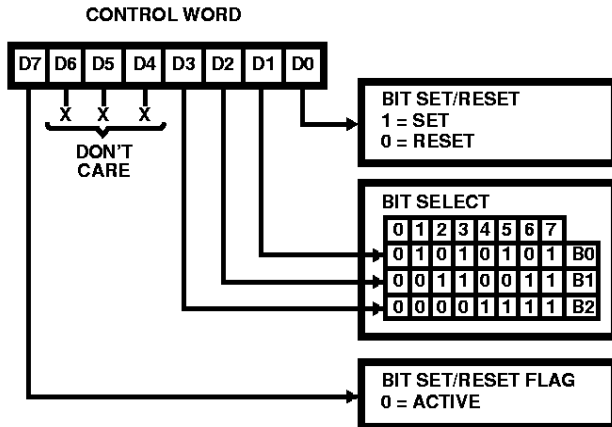 CONTROL WORD
D7 D6 D5 D4 D3 D2 D1 D0
X X X
DON'T
CARE
BIT SET/RESET
1 = SET
0 = RESET
BIT SELECT
0 1 2 3 4 5 6 7
0 1 0 1 0 1 0 1 B0
0 0 1 1 0 0 1 1 B1
0 0 0 0 1 1 1 1 B2
BIT SET/RESET FLAG
0 = ACTIVE